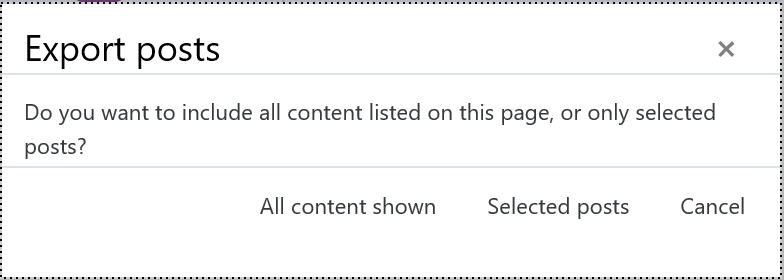 Export posts
Do you want to include all content listed on this page, or only selected
posts?
All content shown Selected posts Cancel